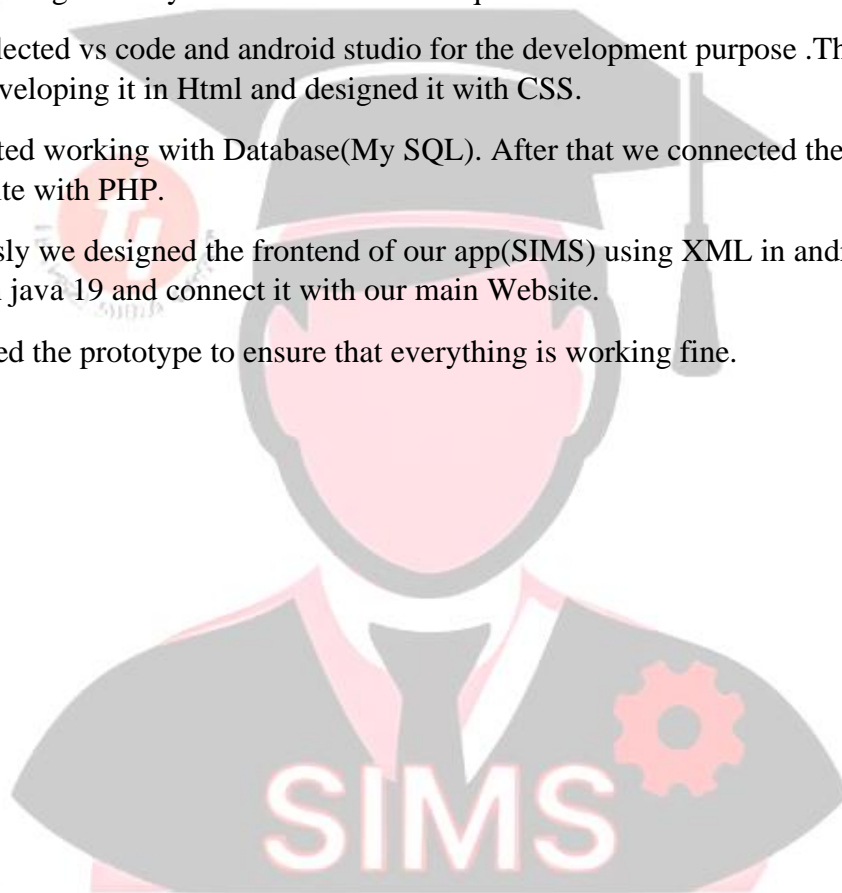 lected vs code and android studio for the development purpose .Th
veloping it in Html and designed it with CSS.
ted working with Database(My SQL). After that we connected the
ite with PHP.
sly we designed the frontend of our app(SIMS) using XML in andr
java 19 and connect it with our main Website.
ed the prototype to ensure that everything is working fine.
SIMS